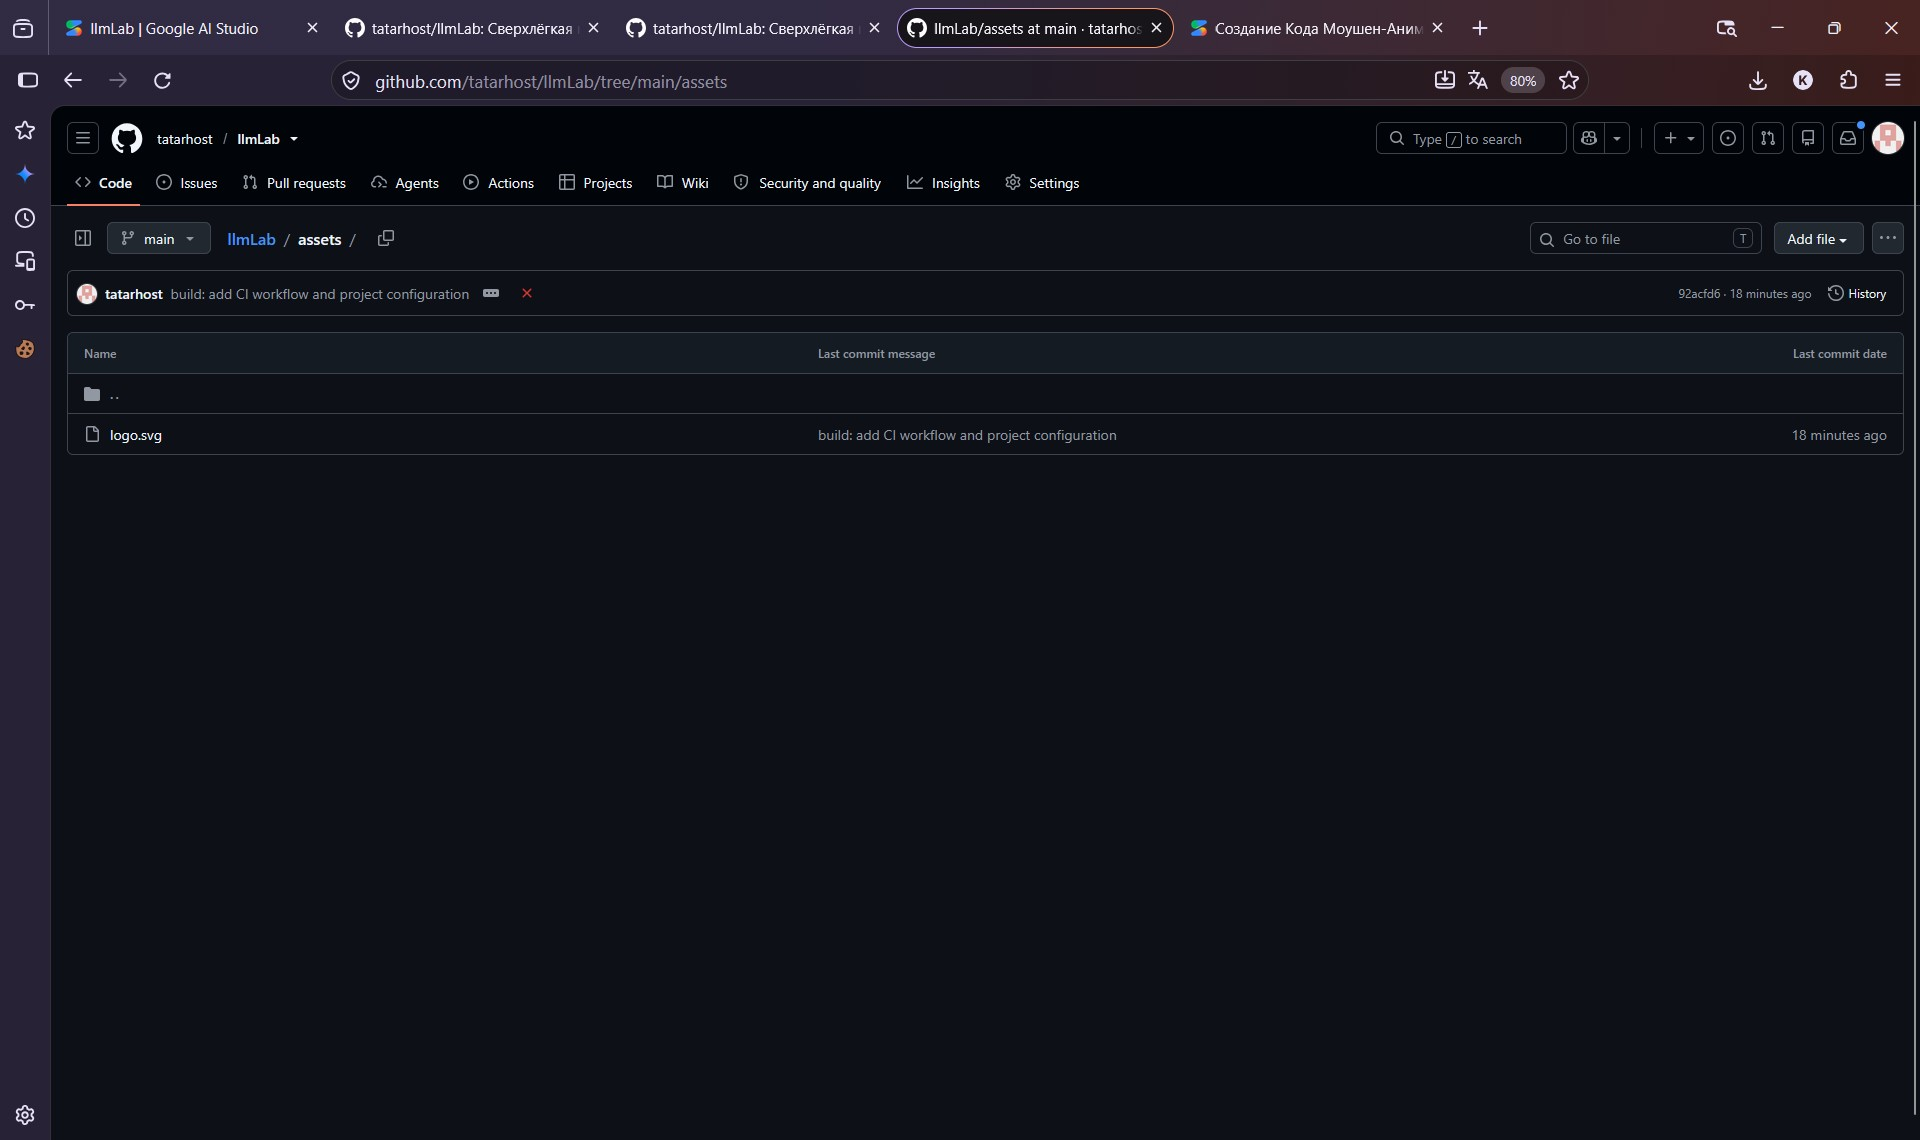 llmLab | Google AI Studio
tatarhost/llmLab: Сверхлёгкая
tatarhost/llmLab: Сверхлёгкая
llmLab/assets at main · tatarhos
Создание Кода Моушен-Аним
github.com/tatarhost/llmLab/tree/main/assets
80%
K
tatarhost / llmLab
Type / to search
Code
Issues
Pull requests
Agents
Actions
Projects
Wiki
Security and quality
Insights
Settings
main
llmLab / assets /
Go to file
T
Add file
tatarhost build: add CI workflow and project configuration
92acfd6 · 18 minutes ago
History
Name
Last commit message
Last commit date
..
logo.svg
build: add CI workflow and project configuration
18 minutes ago